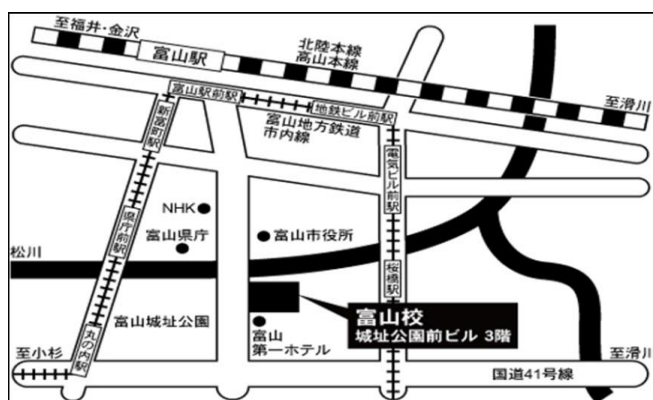 至福井・金沢
富山駅
北陸本線
高山本線
至滑川
富山駅前駅
地鉄ビル前駅
富山地方鉄道
市内線
新富町駅
電気ビル前駅
NHK
県庁前駅
富山県庁
富山市役所
松川
桜橋駅
富山城址公園
富山校
城址公園前ビル 3階
富山
第一ホテル
丸の内駅
至小杉
至滑川
国道41号線